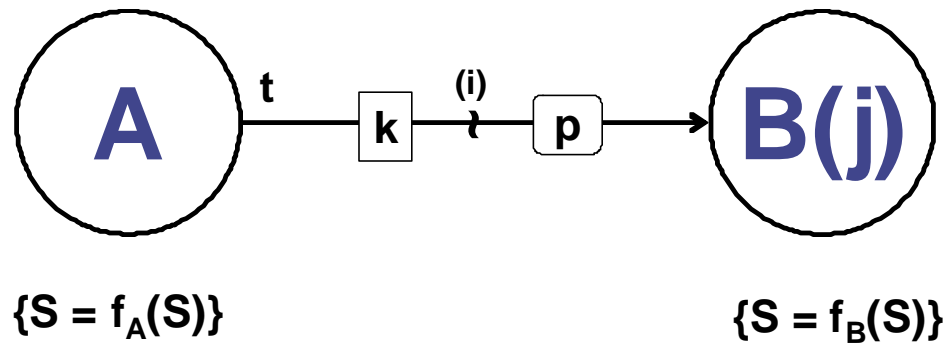 A
t
k
(i)
p
B(j)
{S = f_A(S)}
{S = f_B(S)}